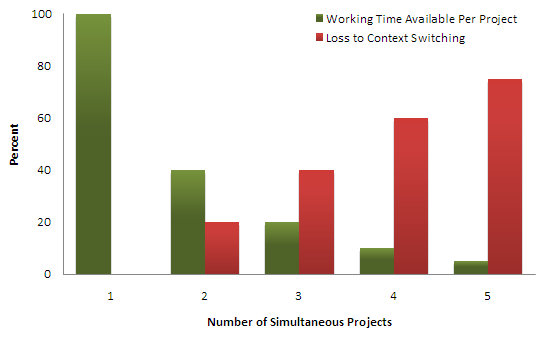 100
80
60
40
20
0
Percent
Working Time Available Per Project
Loss to Context Switching
1 2 3 4 5
Number of Simultaneous Projects